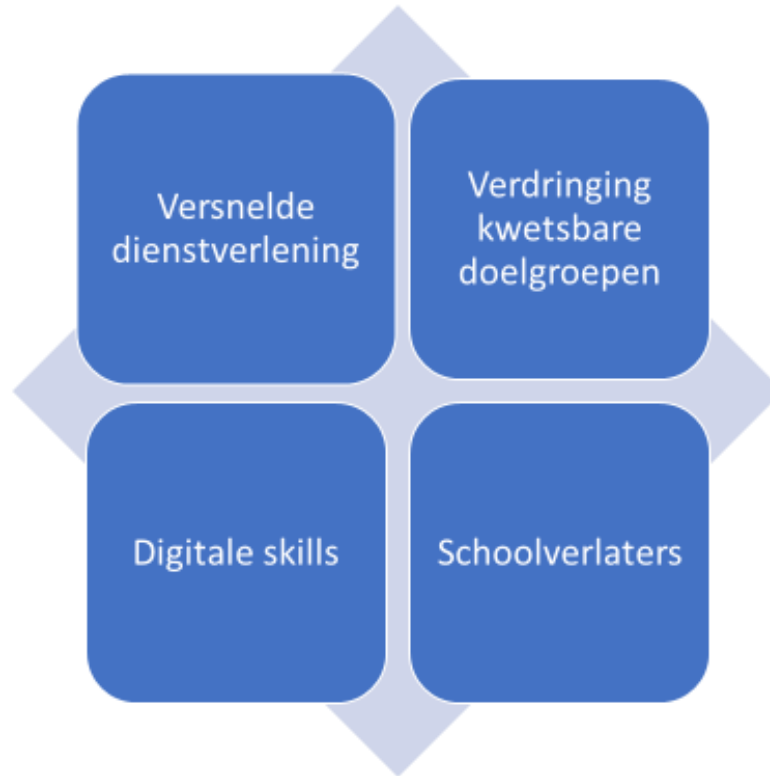 Versnelde
dienstverlening
Verdringing
kwetsbare
doelgroepen
Digitale skills
Schoolverlaters